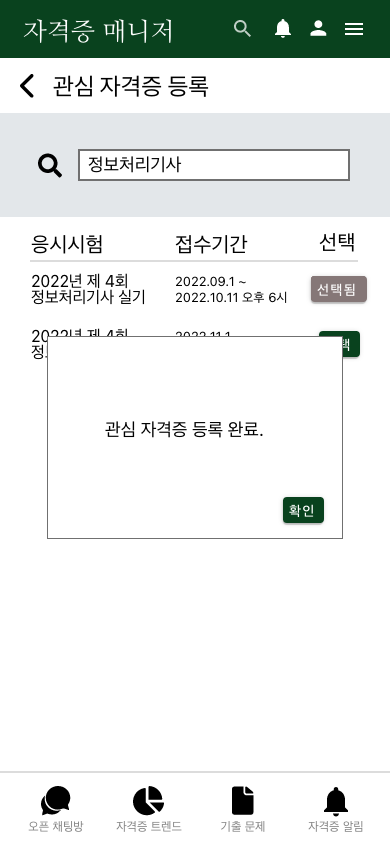 자격증 매니저
관심 자격증 등록
정보처리기사
응시시험 접수기간 선택
2022년 제 4회
정보처리기사 실기
2022.09.1 ~
2022.10.11 오후 6시
선택됨
2022년 제 4회
2022.11.1
관심 자격증 등록 완료.
확인
오픈 채팅방 자격증 트렌드 기출 문제 자격증 알림